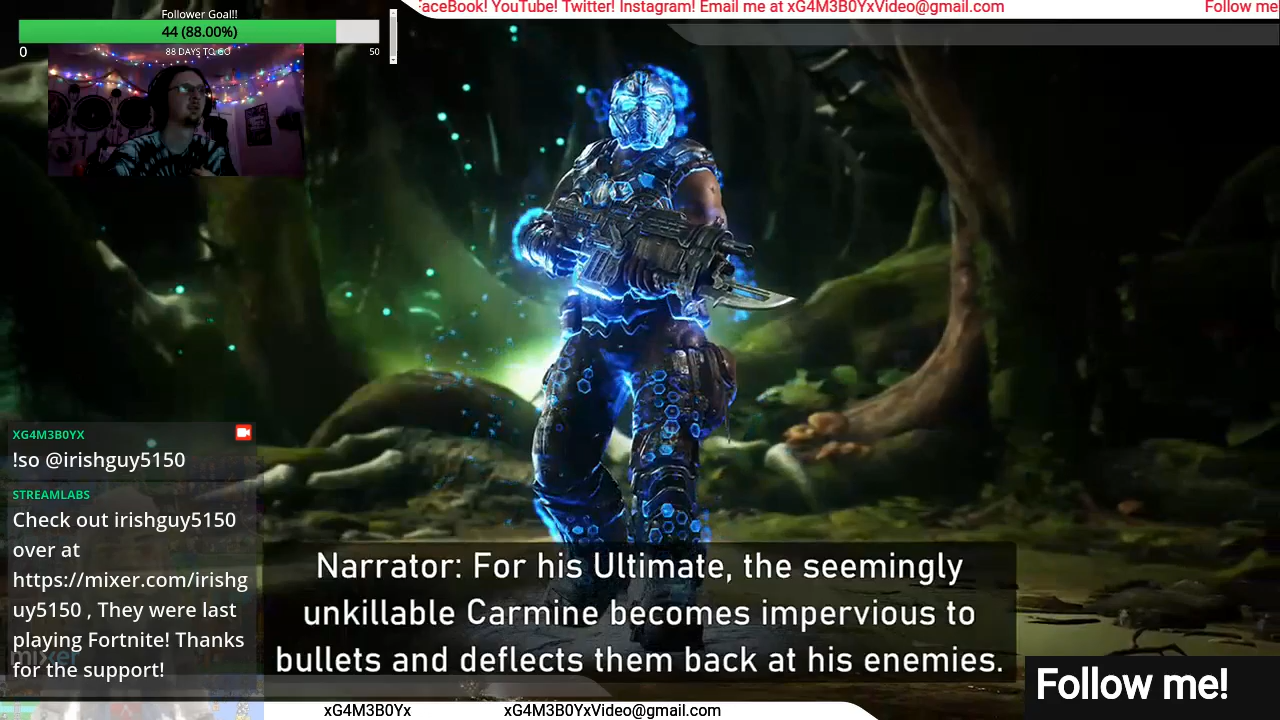 Follower Goal!!
44 (88.00%)
0
88 DAYS TO GO
50
FaceBook! YouTube! Twitter! Instagram! Email me at xG4M3B0YxVideo@gmail.com
Follow me
XG4M3B0YX
!so @irishguy5150
STREAMLABS
Check out irishguy5150
over at
https://mixer.com/irishg
uy5150 , They were last
playing Fortnite! Thanks
for the support!
mixer
Narrator: For his Ultimate, the seemingly
unkillable Carmine becomes impervious to
bullets and deflects them back at his enemies.
Follow me!
xG4M3B0Yx
xG4M3B0YxVideo@gmail.com